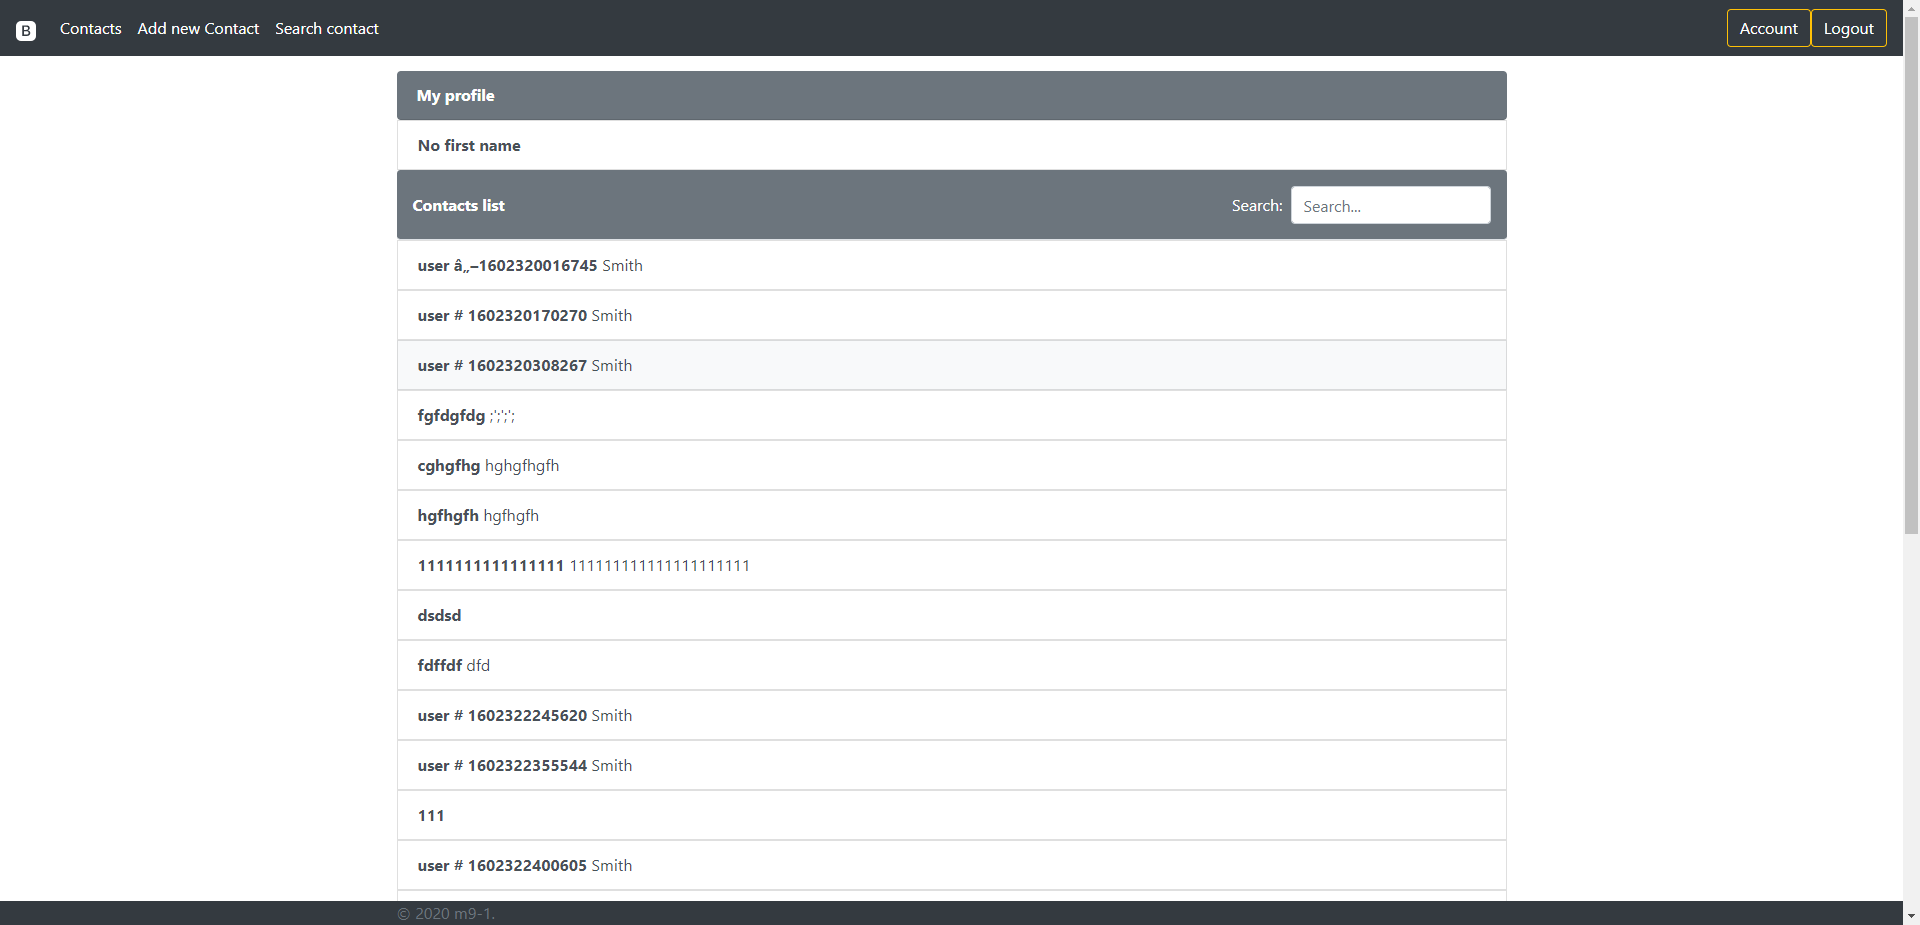 B Contacts Add new Contact Search contact Account Logout
My profile
No first name
Contacts list Search: Search...
user â„–1602320016745 Smith
user # 1602320170270 Smith
user # 1602320308267 Smith
fgfdgfdg ;';';';
cghgfhg hghgfhgfh
hgfhgfh hgfhgfh
1111111111111111 1111111111111111111111
dsdsd
fdffdf dfd
user # 1602322245620 Smith
user # 1602322355544 Smith
111
user # 1602322400605 Smith
© 2020 m9-1.